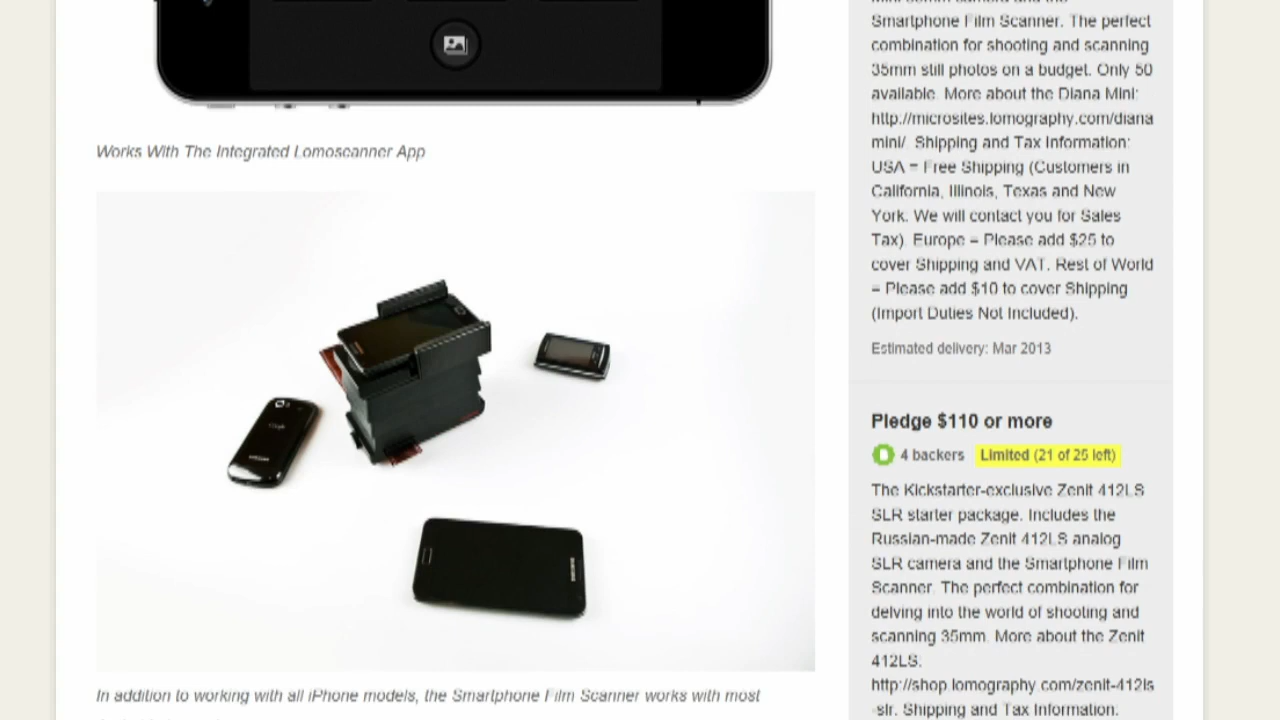 Works With The Integrated Lomoscanner App
In addition to working with all iPhone models, the Smartphone Film Scanner works with most
Smartphone Film Scanner. The perfect
combination for shooting and scanning
35mm still photos on a budget. Only 50
available. More about the Diana Mini:
http://microsites.lomography.com/diana
mini/ Shipping and Tax Information:
USA = Free Shipping (Customers in
California, Illinois, Texas and New
York. We will contact you for Sales
Tax). Europe = Please add $25 to
cover Shipping and VAT. Rest of World
= Please add $10 to cover Shipping
(Import Duties Not Included).
Estimated delivery: Mar 2013
Pledge $110 or more
4 backers Limited (21 of 25 left)
The Kickstarter-exclusive Zenit 412LS
SLR starter package. Includes the
Russian-made Zenit 412LS analog
SLR camera and the Smartphone Film
Scanner. The perfect combination for
delving into the world of shooting and
scanning 35mm. More about the Zenit
412LS:
http://shop.lomography.com/zenit-412ls
-slr. Shipping and Tax Information: